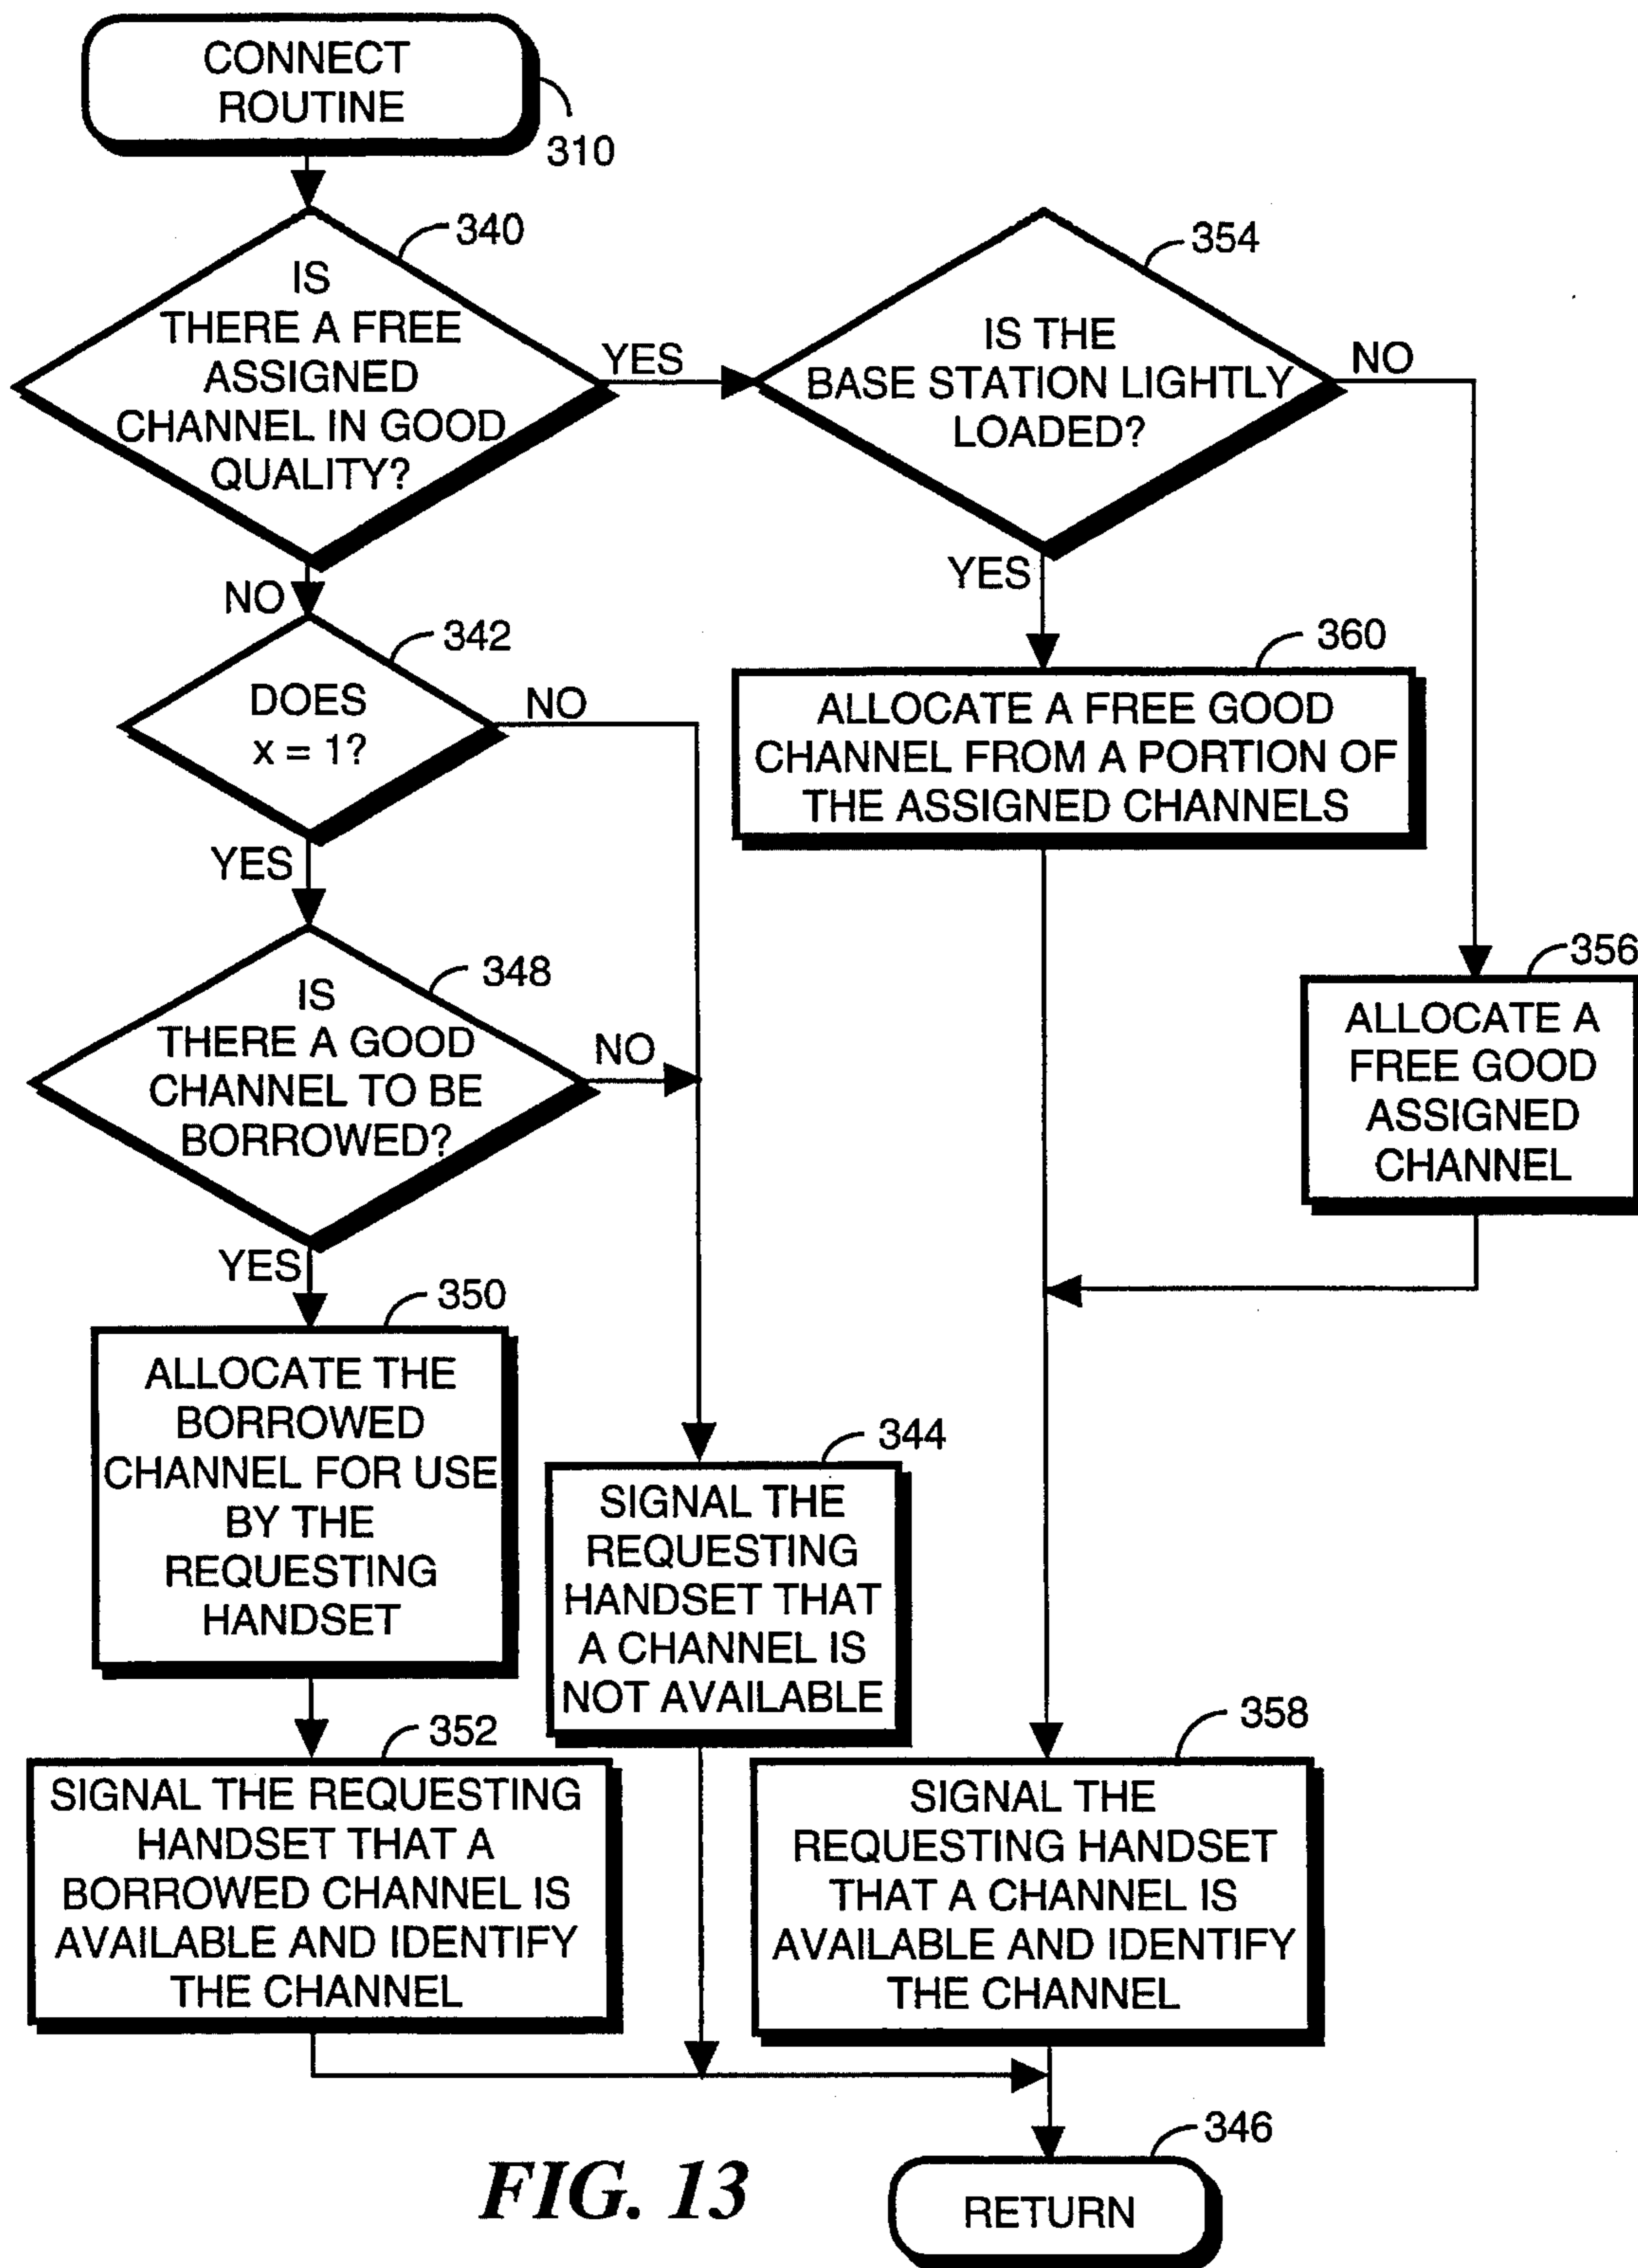 CONNECT
ROUTINE
310
340
IS
THERE A FREE
ASSIGNED
CHANNEL IN GOOD
QUALITY?
YES
354
IS THE
BASE STATION LIGHTLY
LOADED?
NO
YES
NO
342
DOES
x = 1?
NO
YES
360
ALLOCATE A FREE GOOD
CHANNEL FROM A PORTION OF
THE ASSIGNED CHANNELS
348
IS
THERE A GOOD
CHANNEL TO BE
BORROWED?
NO
YES
356
ALLOCATE A
FREE GOOD
ASSIGNED
CHANNEL
350
ALLOCATE THE
BORROWED
CHANNEL FOR USE
BY THE
REQUESTING
HANDSET
344
SIGNAL THE
REQUESTING
HANDSET THAT
A CHANNEL IS
NOT AVAILABLE
352
SIGNAL THE REQUESTING
HANDSET THAT A
BORROWED CHANNEL IS
AVAILABLE AND IDENTIFY
THE CHANNEL
358
SIGNAL THE
REQUESTING HANDSET
THAT A CHANNEL IS
AVAILABLE AND IDENTIFY
THE CHANNEL
346
RETURN
FIG. 13